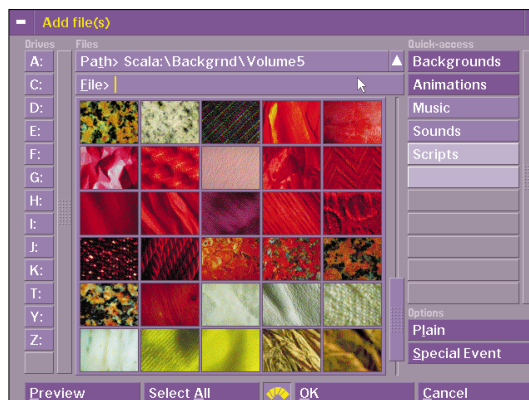 Add file(s)
Drives
Files
Quick-access
A:
C:
D:
E:
F:
G:
H:
I:
J:
K:
T:
Y:
Z:
Path> Scala:\Backgrnd\Volume5
File>
Backgrounds
Animations
Music
Sounds
Scripts
Options
Plain
Special Event
Preview
Select All
OK
Cancel